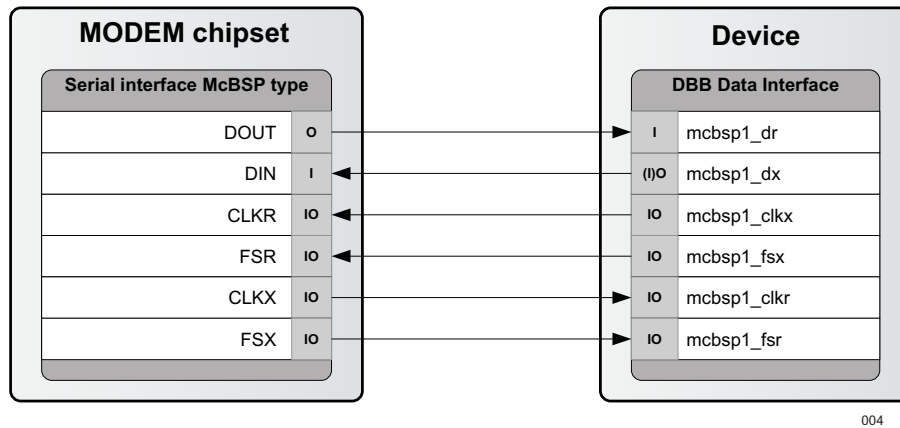 MODEM chipset
Device
Serial interface McBSP type
DBB Data Interface
DOUT O I mcbsp1_dr
DIN I (I)O mcbsp1_dx
CLKR IO IO mcbsp1_clkx
FSR IO IO mcbsp1_fsx
CLKX IO IO mcbsp1_clkr
FSX IO IO mcbsp1_fsr
004